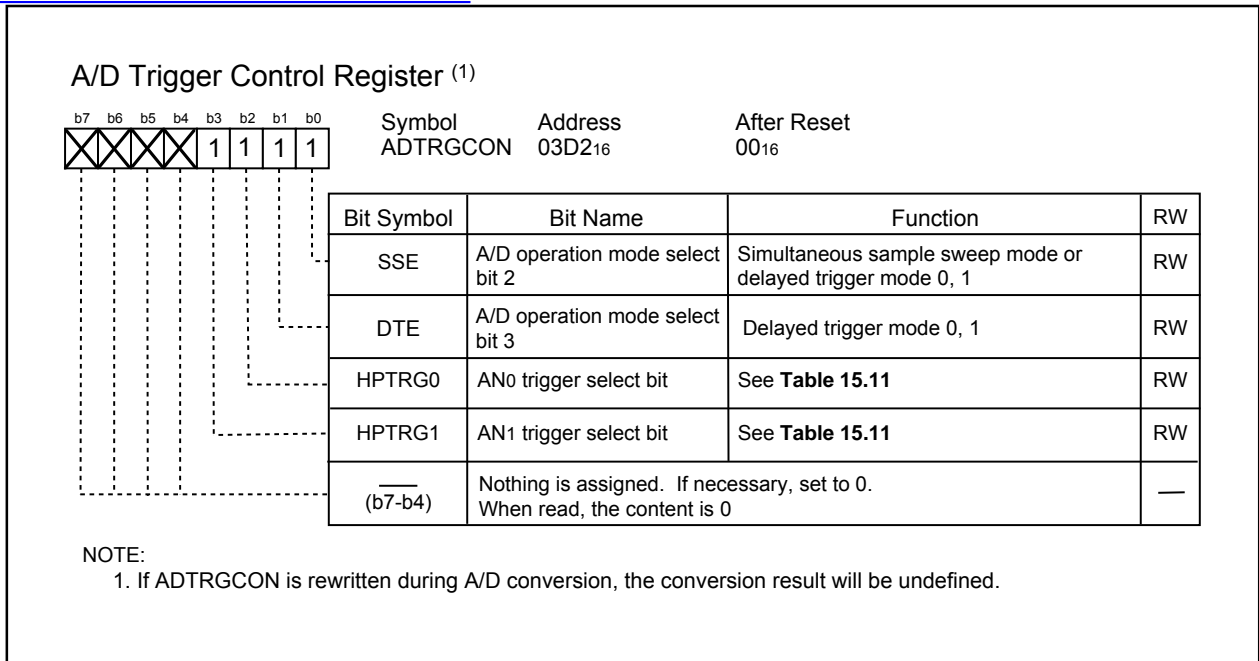 A/D Trigger Control Register (1)
b7 b6 b5 b4 b3 b2 b1 b0
Symbol Address After Reset
1 1 1 1
ADTRGCON 03D216 0016
Bit Symbol Bit Name Function RW
SSE A/D operation mode select bit 2 Simultaneous sample sweep mode or delayed trigger mode 0, 1 RW
DTE A/D operation mode select bit 3 Delayed trigger mode 0, 1 RW
HPTRG0 AN0 trigger select bit See Table 15.11 RW
HPTRG1 AN1 trigger select bit See Table 15.11 RW
(b7-b4) Nothing is assigned. If necessary, set to 0.
When read, the content is 0 —
NOTE:
1. If ADTRGCON is rewritten during A/D conversion, the conversion result will be undefined.